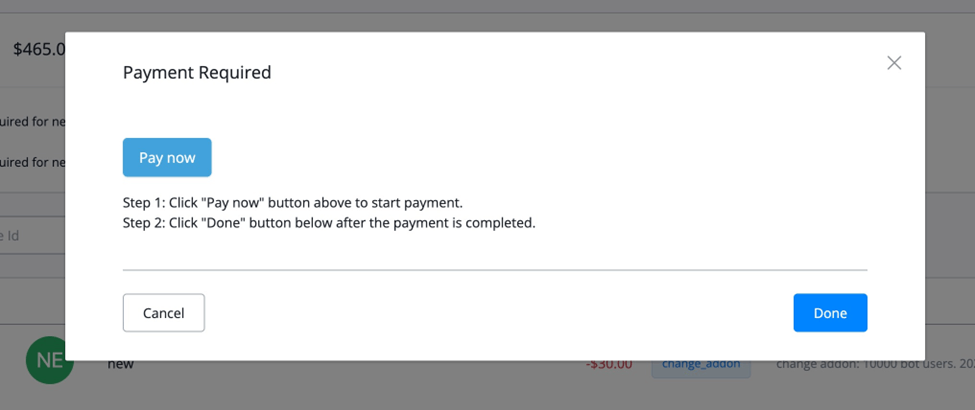 $465.0
Payment Required
uired for ne
Pay now
uired for ne
Step 1: Click "Pay now" button above to start payment.
Step 2: Click "Done" button below after the payment is completed.
e Id
Cancel
Done
NE
new
-$30.00
change_addon
change addon: 10000 bot users. 202